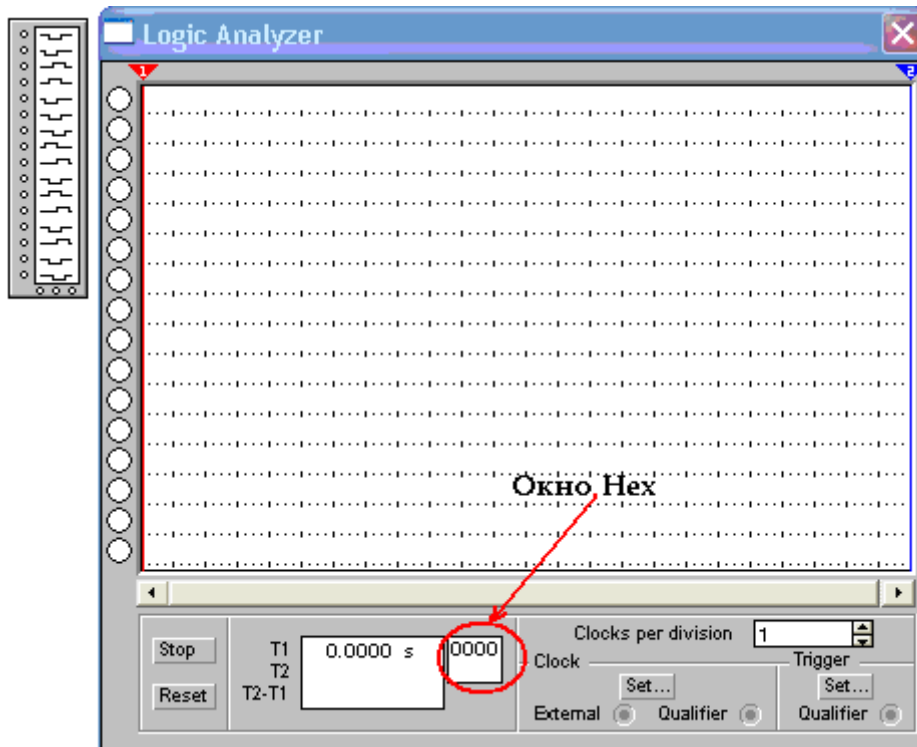 Logic Analyzer
1 2
Окно Hex
Stop
Reset
T1 0.0000 s 0000
T2
T2-T1
Clocks per division 1
Clock
Set...
External Qualifier
Trigger
Set...
Qualifier